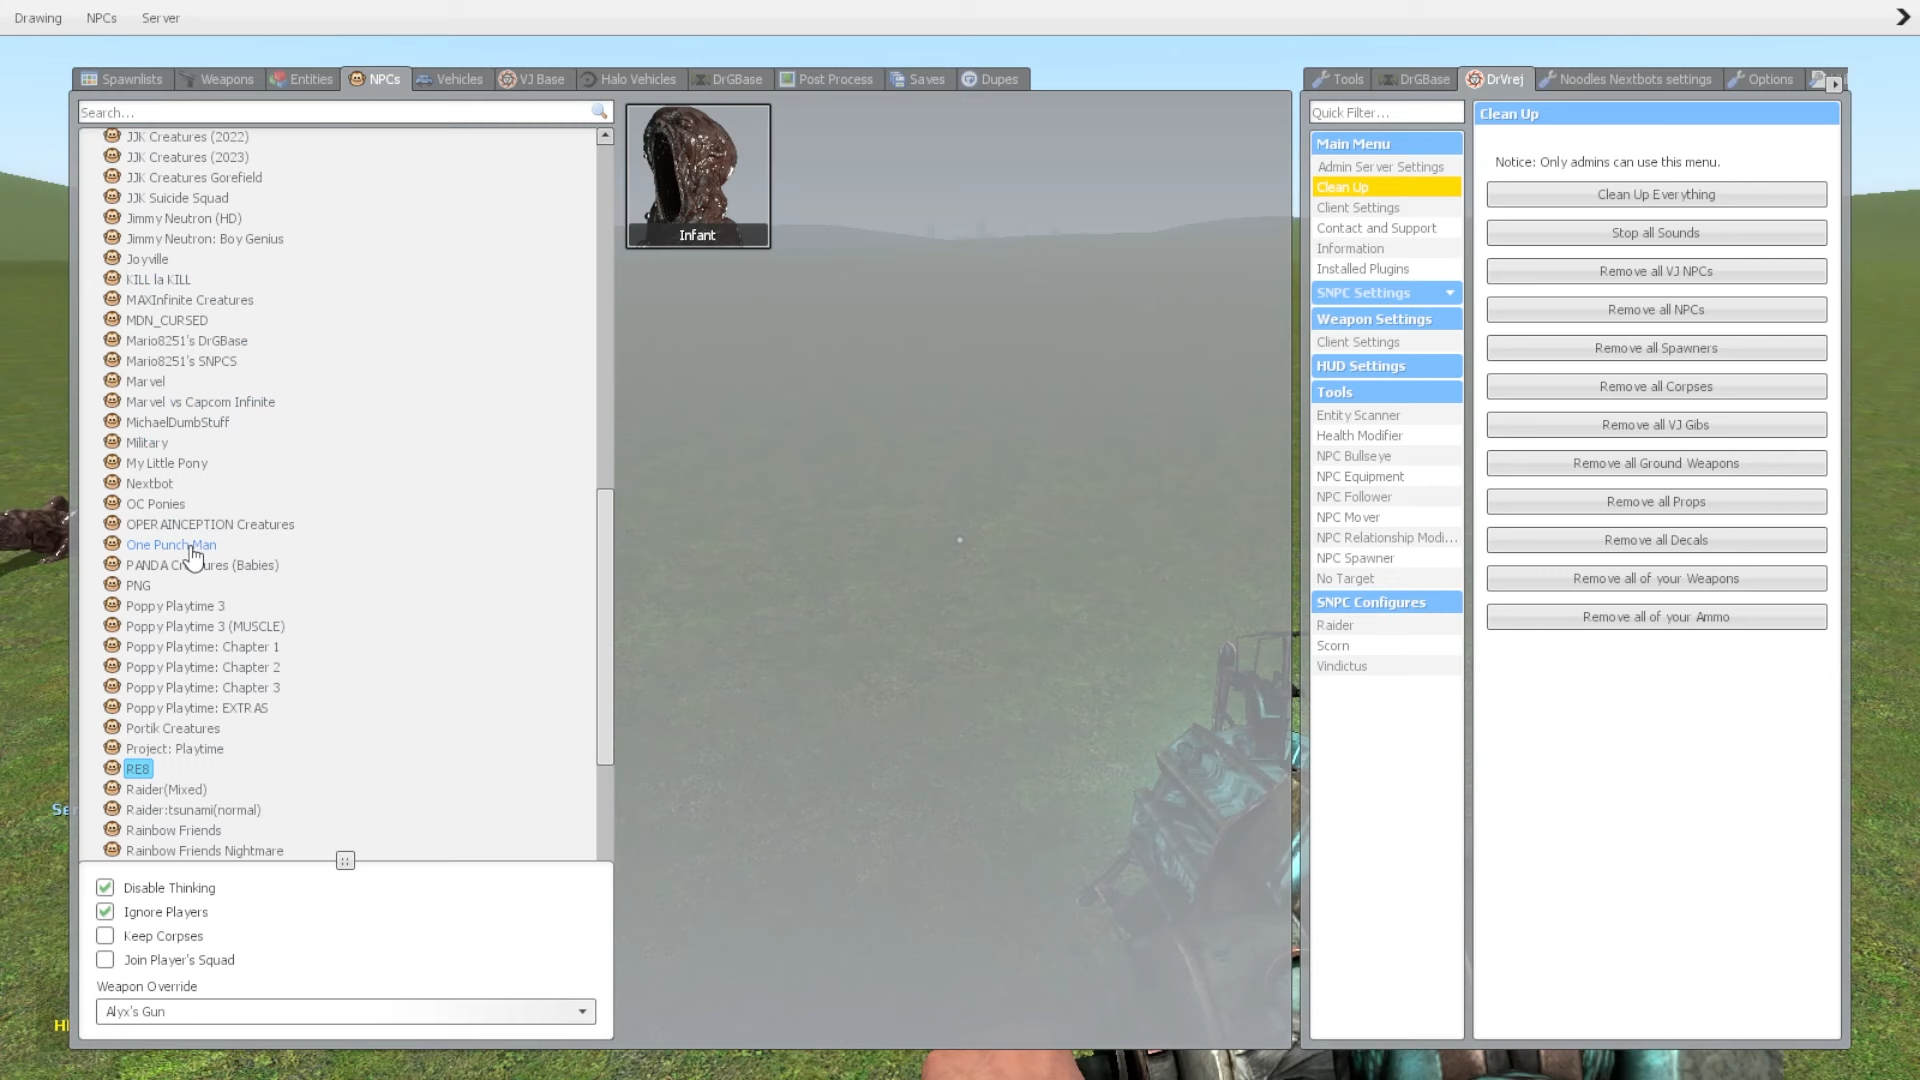 Drawing NPCs Server
Spawnlists Weapons Entities NPCs Vehicles VJ Base Halo Vehicles DrGBase Post Process Saves Dupes
Search...
JJK Creatures (2022)
JJK Creatures (2023)
JJK Creatures Gorefield
JJK Suicide Squad
Jimmy Neutron (HD)
Jimmy Neutron: Boy Genius
Joyville
KILL la KILL
MAXInfinite Creatures
MDN_CURSED
Mario8251's DrGBase
Mario8251's SNPCS
Marvel
Marvel vs Capcom Infinite
MichaelDumbStuff
Military
My Little Pony
Nextbot
OC Ponies
OPERAINCEPTION Creatures
One Punch Man
PANDA (Babies)
PNG
Poppy Playtime 3
Poppy Playtime 3 (MUSCLE)
Poppy Playtime: Chapter 1
Poppy Playtime: Chapter 2
Poppy Playtime: Chapter 3
Poppy Playtime: EXTRAS
Portik Creatures
Project: Playtime
RE8
Raider(Mixed)
Raider:tsunami(normal)
Rainbow Friends
Rainbow Friends Nightmare
Disable Thinking
Ignore Players
Keep Corpses
Join Player's Squad
Weapon Override
Alyx's Gun
Infant
Tools DrGBase DrVrej Noodles Nextbots settings Options
Quick Filter...
Main Menu
Admin Server Settings
Clean Up
Client Settings
Contact and Support
Information
Installed Plugins
SNPC Settings
Weapon Settings
Client Settings
HUD Settings
Tools
Entity Scanner
Health Modifier
NPC Bullseye
NPC Equipment
NPC Follower
NPC Mover
NPC Relationship Modi...
NPC Spawner
No Target
SNPC Configures
Raider
Scorn
Vindictus
Clean Up
Notice: Only admins can use this menu.
Clean Up Everything
Stop all Sounds
Remove all VJ NPCs
Remove all NPCs
Remove all Spawners
Remove all Corpses
Remove all VJ Gibs
Remove all Ground Weapons
Remove all Props
Remove all Decals
Remove all of your Weapons
Remove all of your Ammo